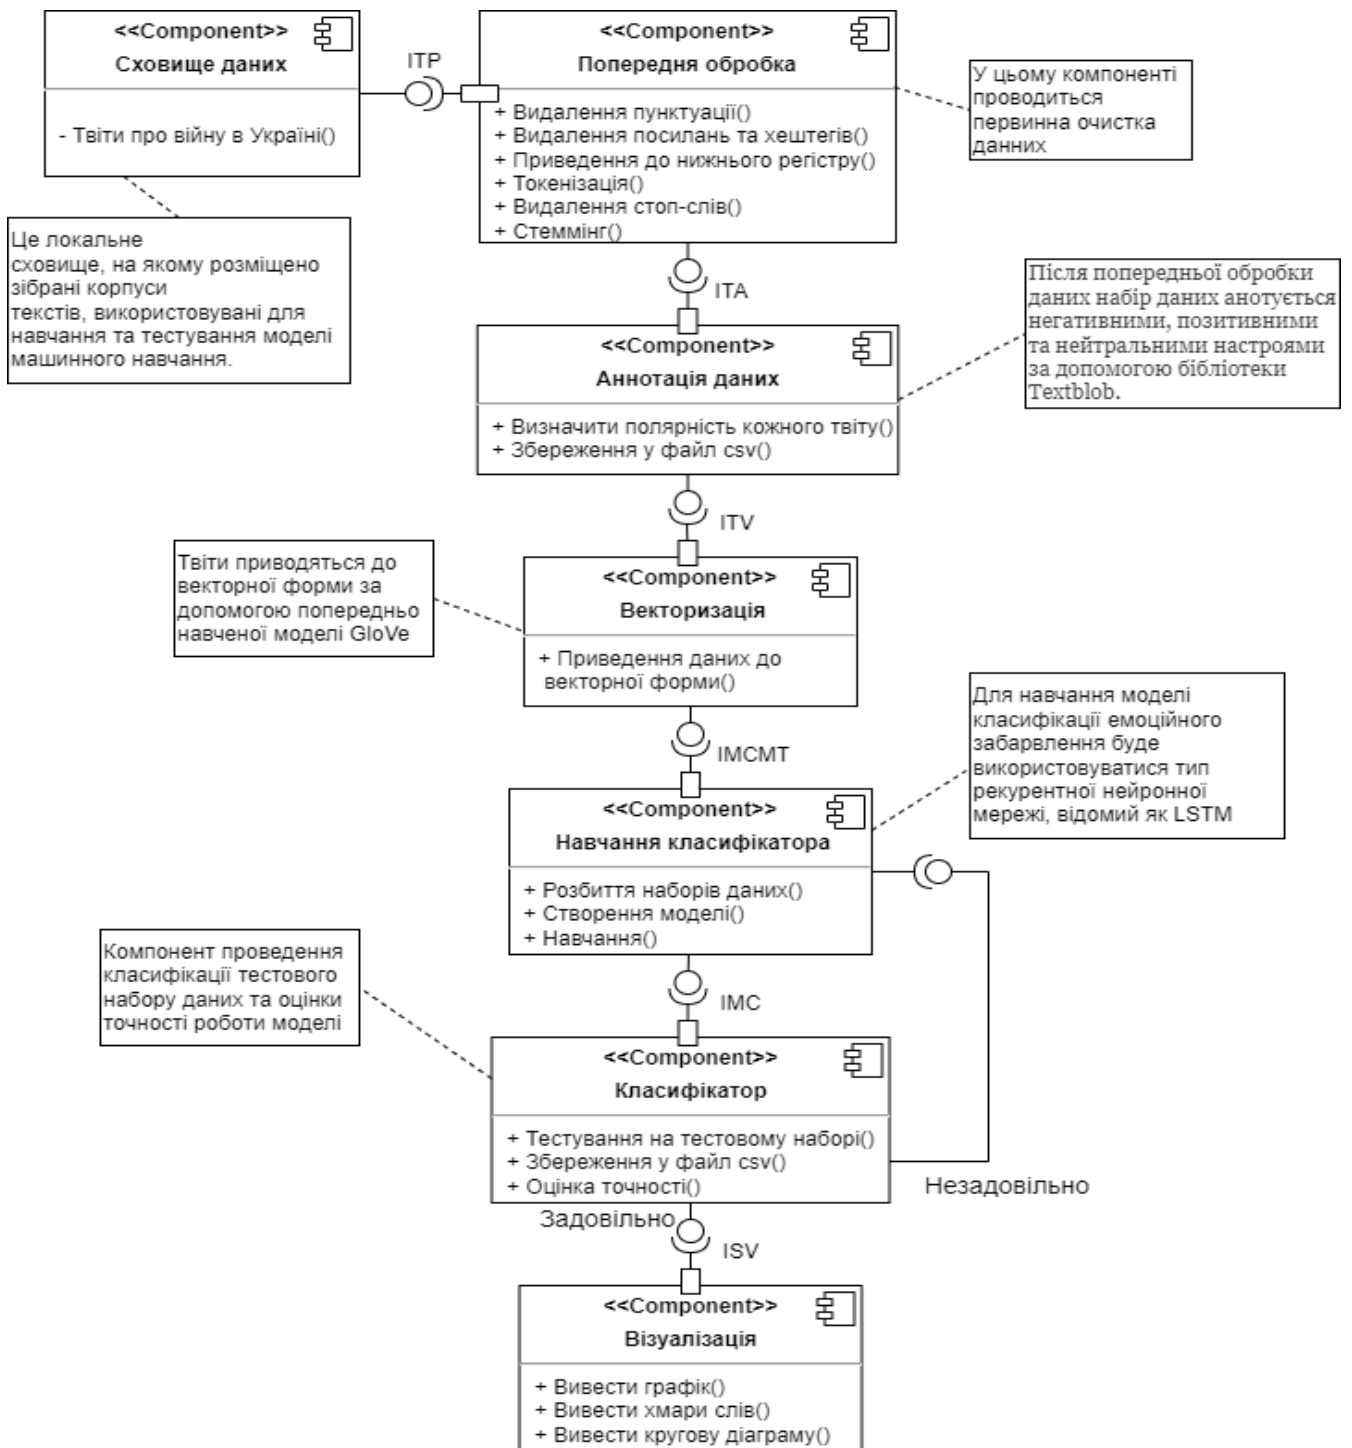 <<Component>>
Сховище даних
- Твіти про війну в Україні()
ITP
<<Component>>
Попередня обробка
+ Видалення пунктуації()
+ Видалення посилань та хештегів()
+ Приведення до нижнього регістру()
+ Токенізація()
+ Видалення стоп-слів()
+ Стеммінг()
У цьому компоненті
проводиться
первинна очистка
данних
Це локальне
сховище, на якому розміщено
зібрані корпуси
текстів, використовувані для
навчання та тестування моделі
машинного навчання.
ITA
Після попередньої обробки
даних набір даних анотується
негативними, позитивними
та нейтральними настроями
за допомогою бібліотеки
Textblob.
<<Component>>
Аннотація даних
+ Визначити полярність кожного твіту()
+ Збереження у файл csv()
ITV
Твіти приводяться до
векторної форми за
допомогою попередньо
навченої моделі GloVe
<<Component>>
Векторизація
+ Приведення даних до
векторної форми()
IMCMT
Для навчання моделі
класифікації емоційного
забарвлення буде
використовуватися тип
рекурентної нейронної
мережі, відомий як LSTM
<<Component>>
Навчання класифікатора
+ Розбиття наборів даних()
+ Створення моделі()
+ Навчання()
Компонент проведення
класифікації тестового
набору даних та оцінки
точності роботи моделі
IMC
<<Component>>
Класифікатор
+ Тестування на тестовому наборі()
+ Збереження у файл csv()
+ Оцінка точності()
Незадовільно
Задовільно
ISV
<<Component>>
Візуалізація
+ Вивести графік()
+ Вивести хмари слів()
+ Вивести кругову діаграму()